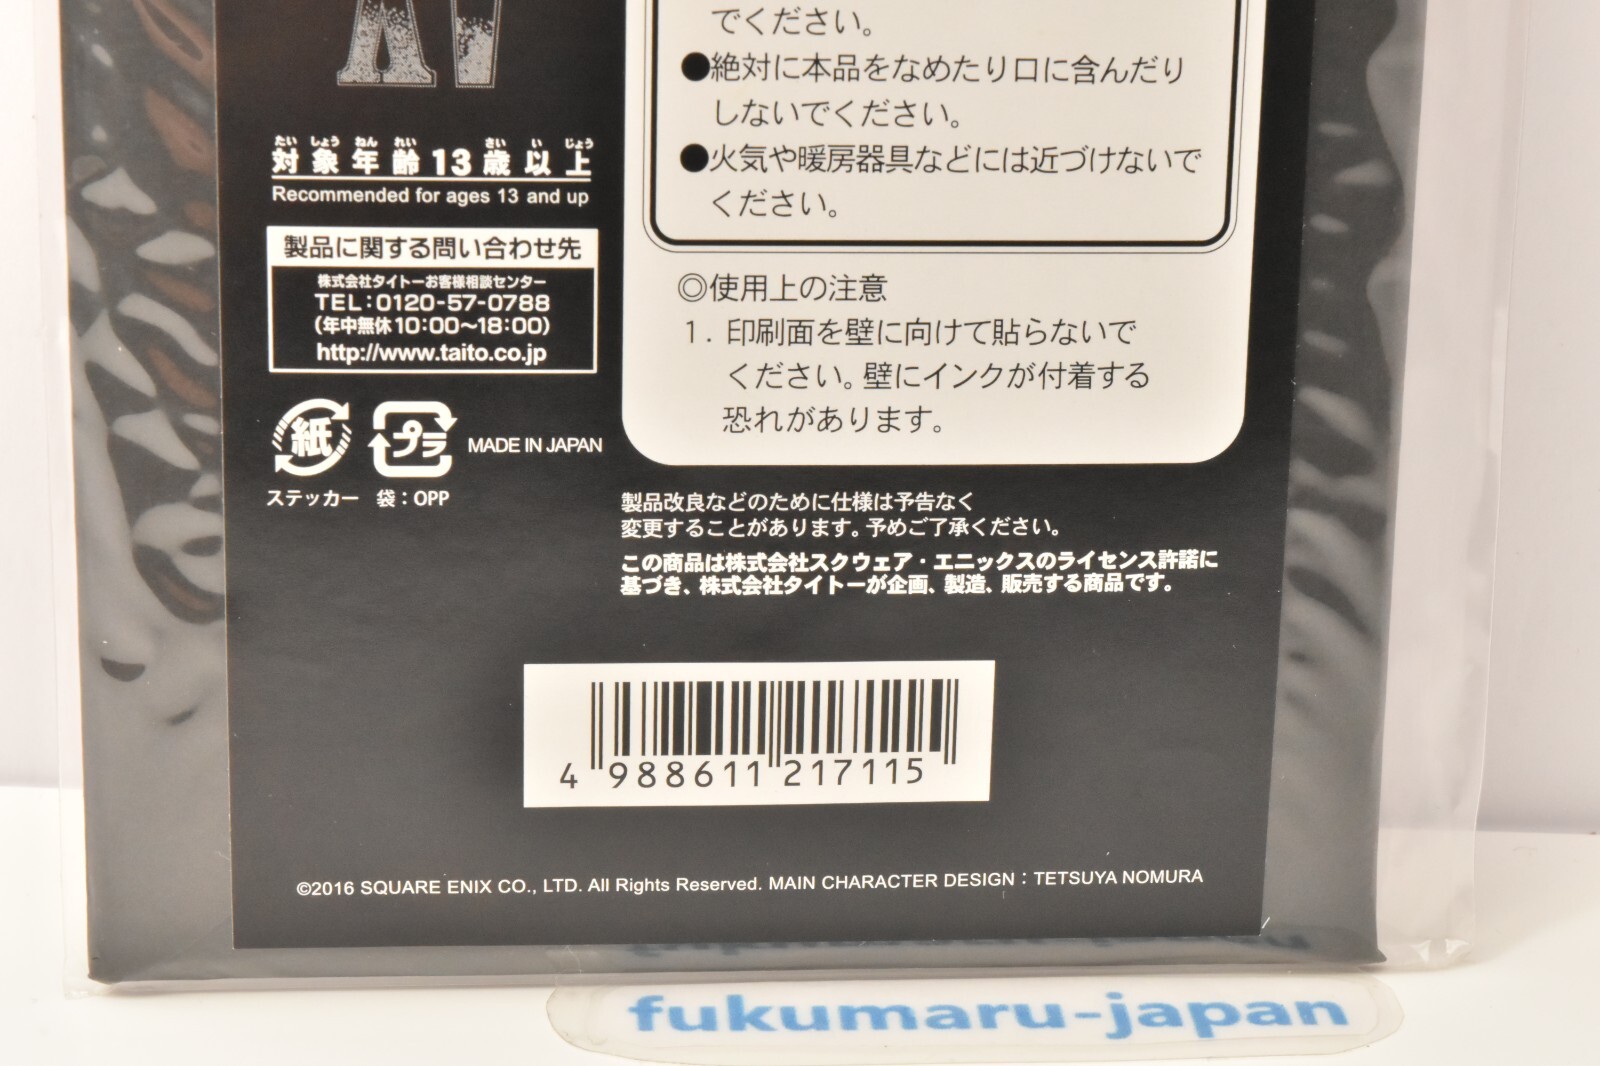 XV
たいしょうねんれい さいいじょう
対象年齢13歳以上
Recommended for ages 13 and up
製品に関する問い合わせ先
株式会社タイトーお客様相談センター
TEL:0120-57-0788
(年中無休10:00〜18:00)
http://www.taito.co.jp
紙
プラ
MADE IN JAPAN
ステッカー 袋:OPP
でください。
●絶対に本品をなめたり口に含んだり
しないでください。
●火気や暖房器具などには近づけないで
ください。
◎使用上の注意
1. 印刷面を壁に向けて貼らないで
ください。壁にインクが付着する
恐れがあります。
製品改良などのために仕様は予告なく
変更することがあります。予めご了承ください。
この商品は株式会社スクウェア・エニックスのライセンス許諾に
基づき、株式会社タイトーが企画、製造、販売する商品です。
4 988611 217115
©2016 SQUARE ENIX CO., LTD. All Rights Reserved. MAIN CHARACTER DESIGN：TETSUYA NOMURA
fukumaru-japan